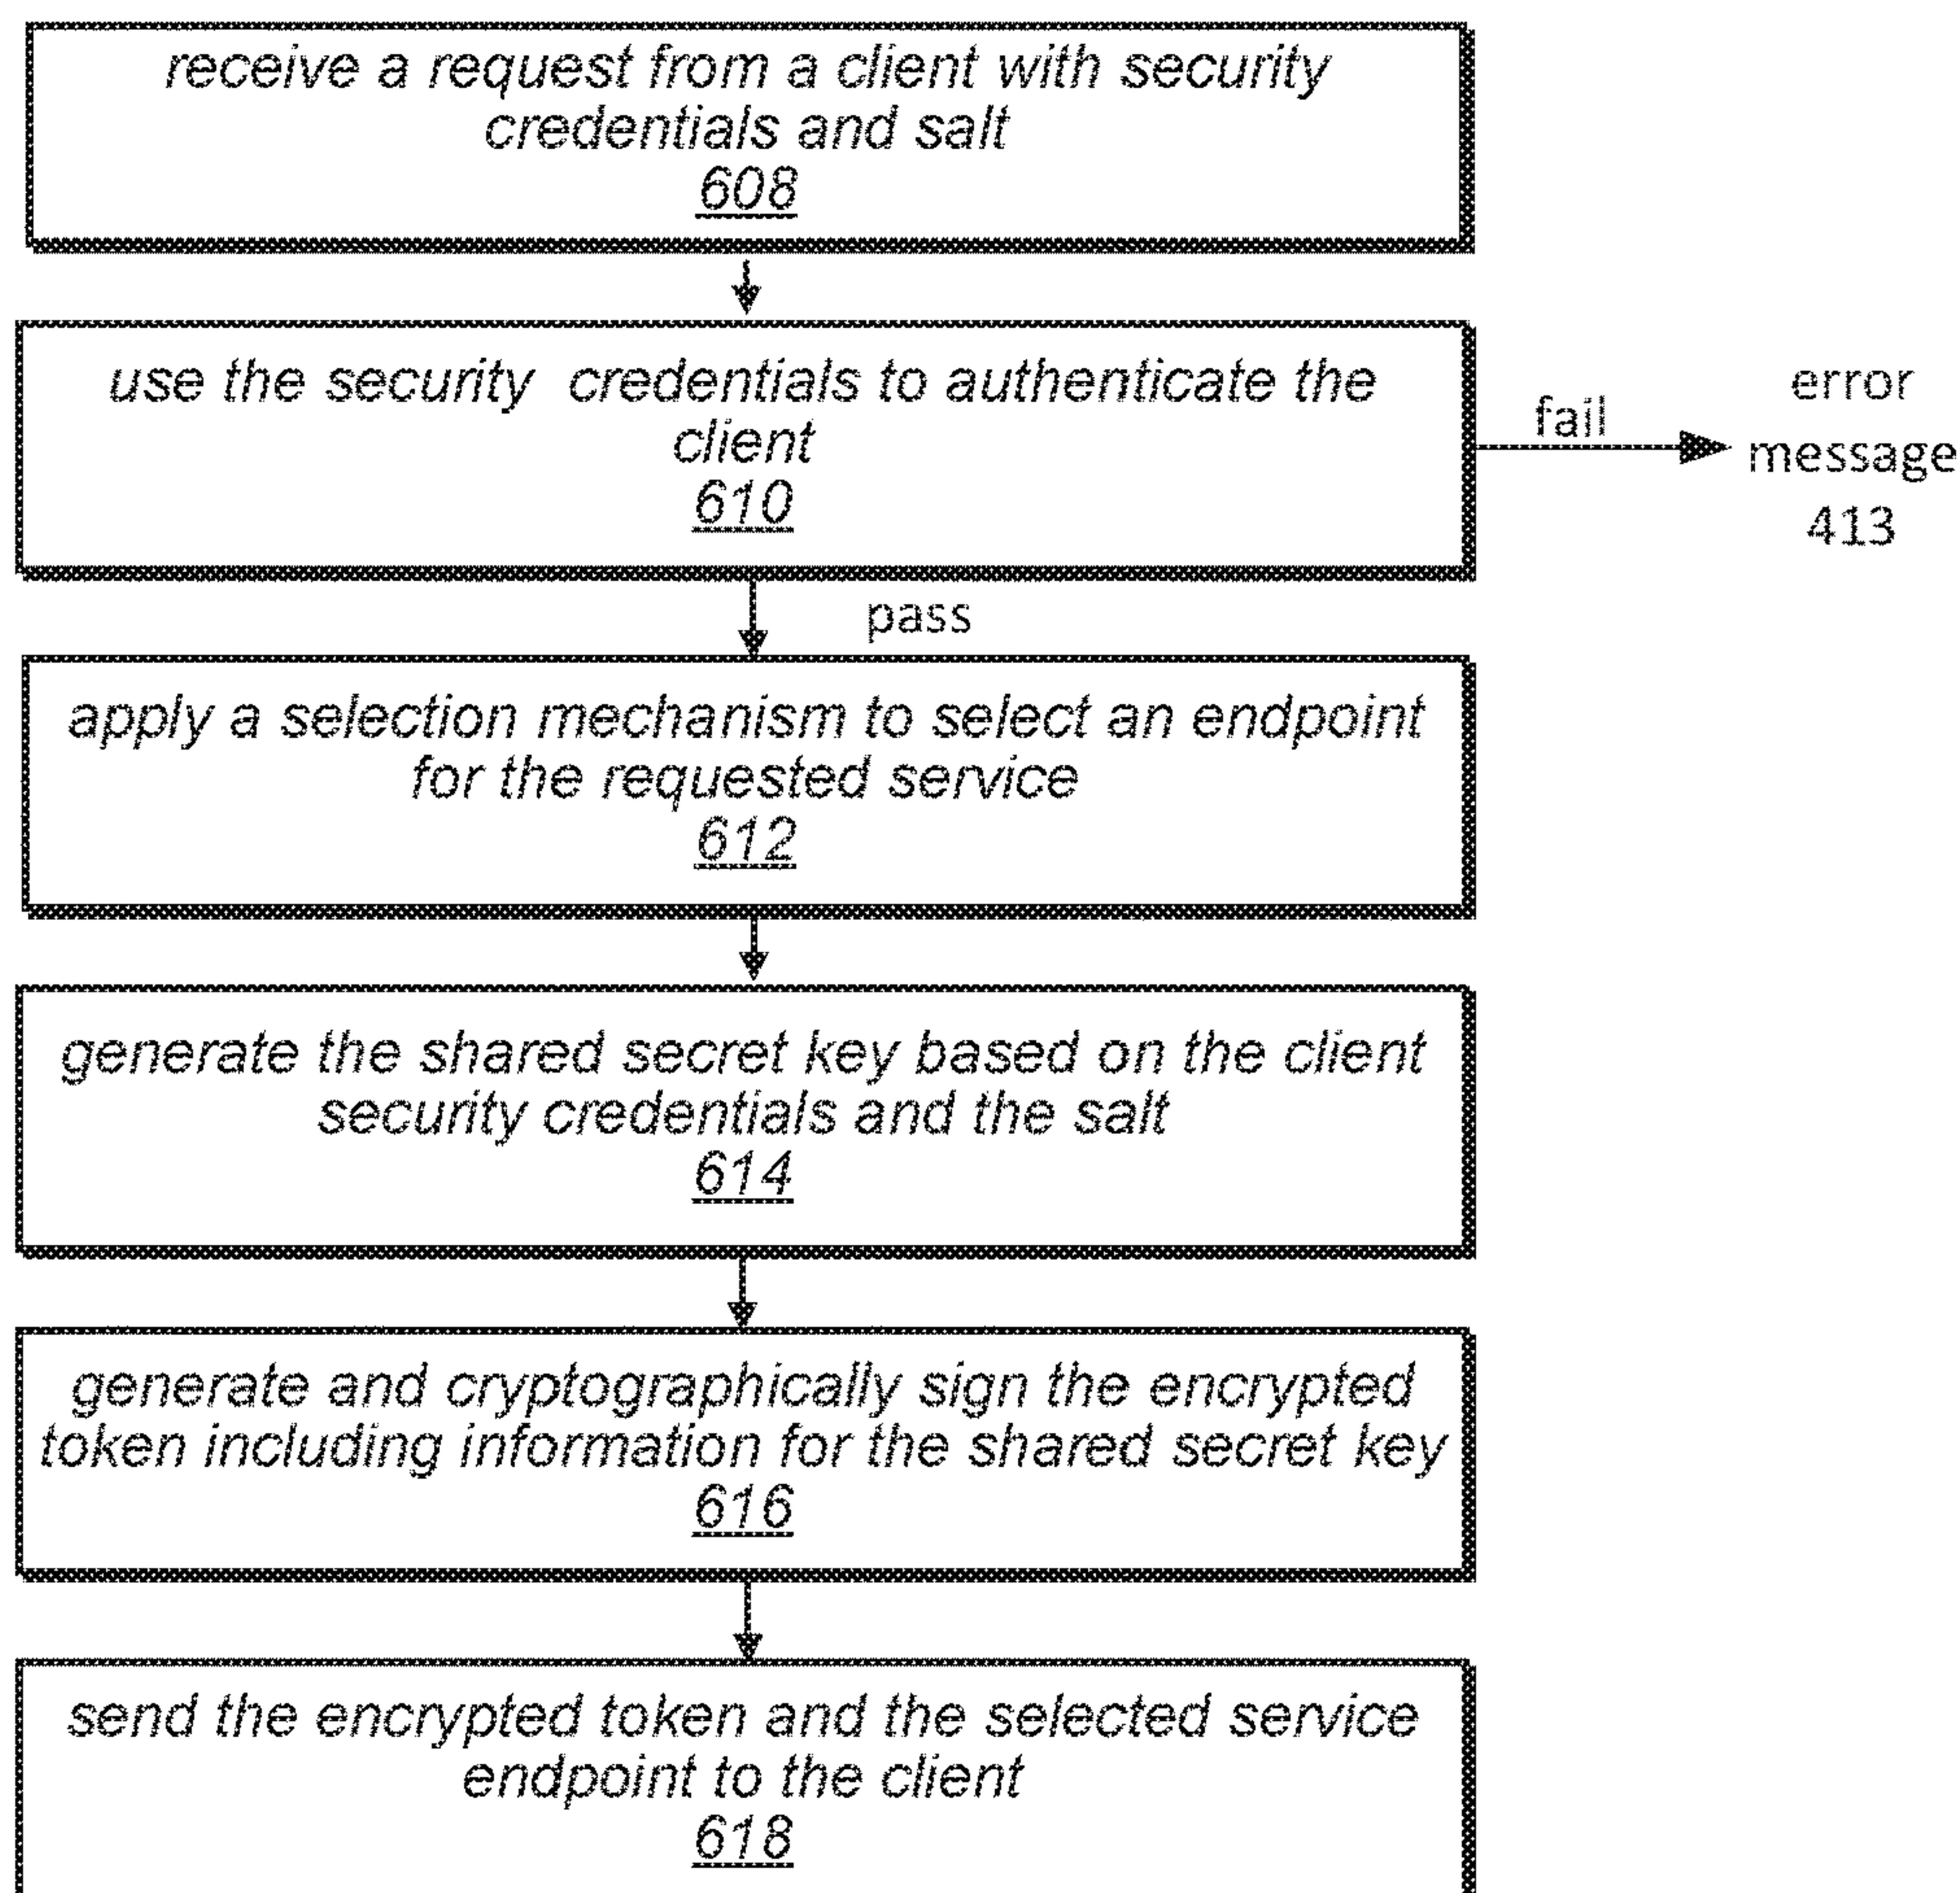 receive a request from a client with security
credentials and salt
608
use the security credentials to authenticate the
client
610
fail
error
message
413
pass
apply a selection mechanism to select an endpoint
for the requested service
612
generate the shared secret key based on the client
security credentials and the salt
614
generate and cryptographically sign the encrypted
token including information for the shared secret key
616
send the encrypted token and the selected service
endpoint to the client
618